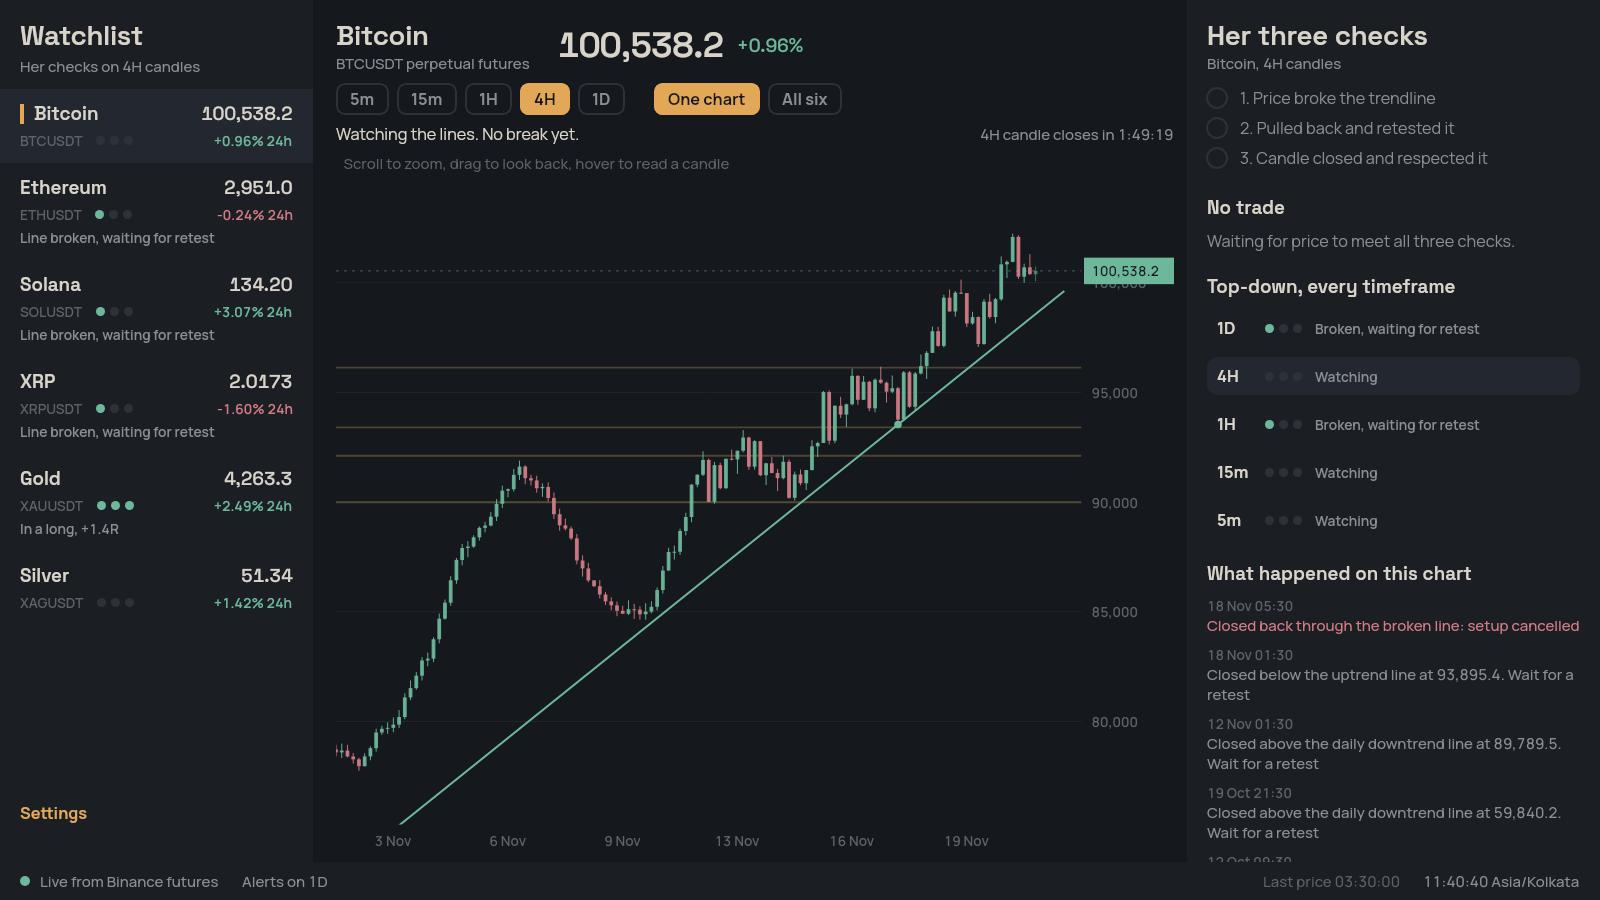 Watchlist
Her checks on 4H candles
Bitcoin 100,538.2
BTCUSDT +0.96% 24h
Ethereum 2,951.0
ETHUSDT -0.24% 24h
Line broken, waiting for retest
Solana 134.20
SOLUSDT +3.07% 24h
Line broken, waiting for retest
XRP 2.0173
XRPUSDT -1.60% 24h
Line broken, waiting for retest
Gold 4,263.3
XAUUSDT +2.49% 24h
In a long, +1.4R
Silver 51.34
XAGUSDT +1.42% 24h
Settings
Bitcoin 100,538.2 +0.96%
BTCUSDT perpetual futures
5m 15m 1H 4H 1D One chart All six
Watching the lines. No break yet. 4H candle closes in 1:49:19
Scroll to zoom, drag to look back, hover to read a candle
100,538.2
100,000
95,000
90,000
85,000
80,000
3 Nov 6 Nov 9 Nov 13 Nov 16 Nov 19 Nov
Her three checks
Bitcoin, 4H candles
1. Price broke the trendline
2. Pulled back and retested it
3. Candle closed and respected it
No trade
Waiting for price to meet all three checks.
Top-down, every timeframe
1D Broken, waiting for retest
4H Watching
1H Broken, waiting for retest
15m Watching
5m Watching
What happened on this chart
18 Nov 05:30
Closed back through the broken line: setup cancelled
18 Nov 01:30
Closed below the uptrend line at 93,895.4. Wait for a
retest
12 Nov 01:30
Closed above the daily downtrend line at 89,789.5.
Wait for a retest
19 Oct 21:30
Closed above the daily downtrend line at 59,840.2.
Wait for a retest
Live from Binance futures Alerts on 1D
Last price 03:30:00 11:40:40 Asia/Kolkata